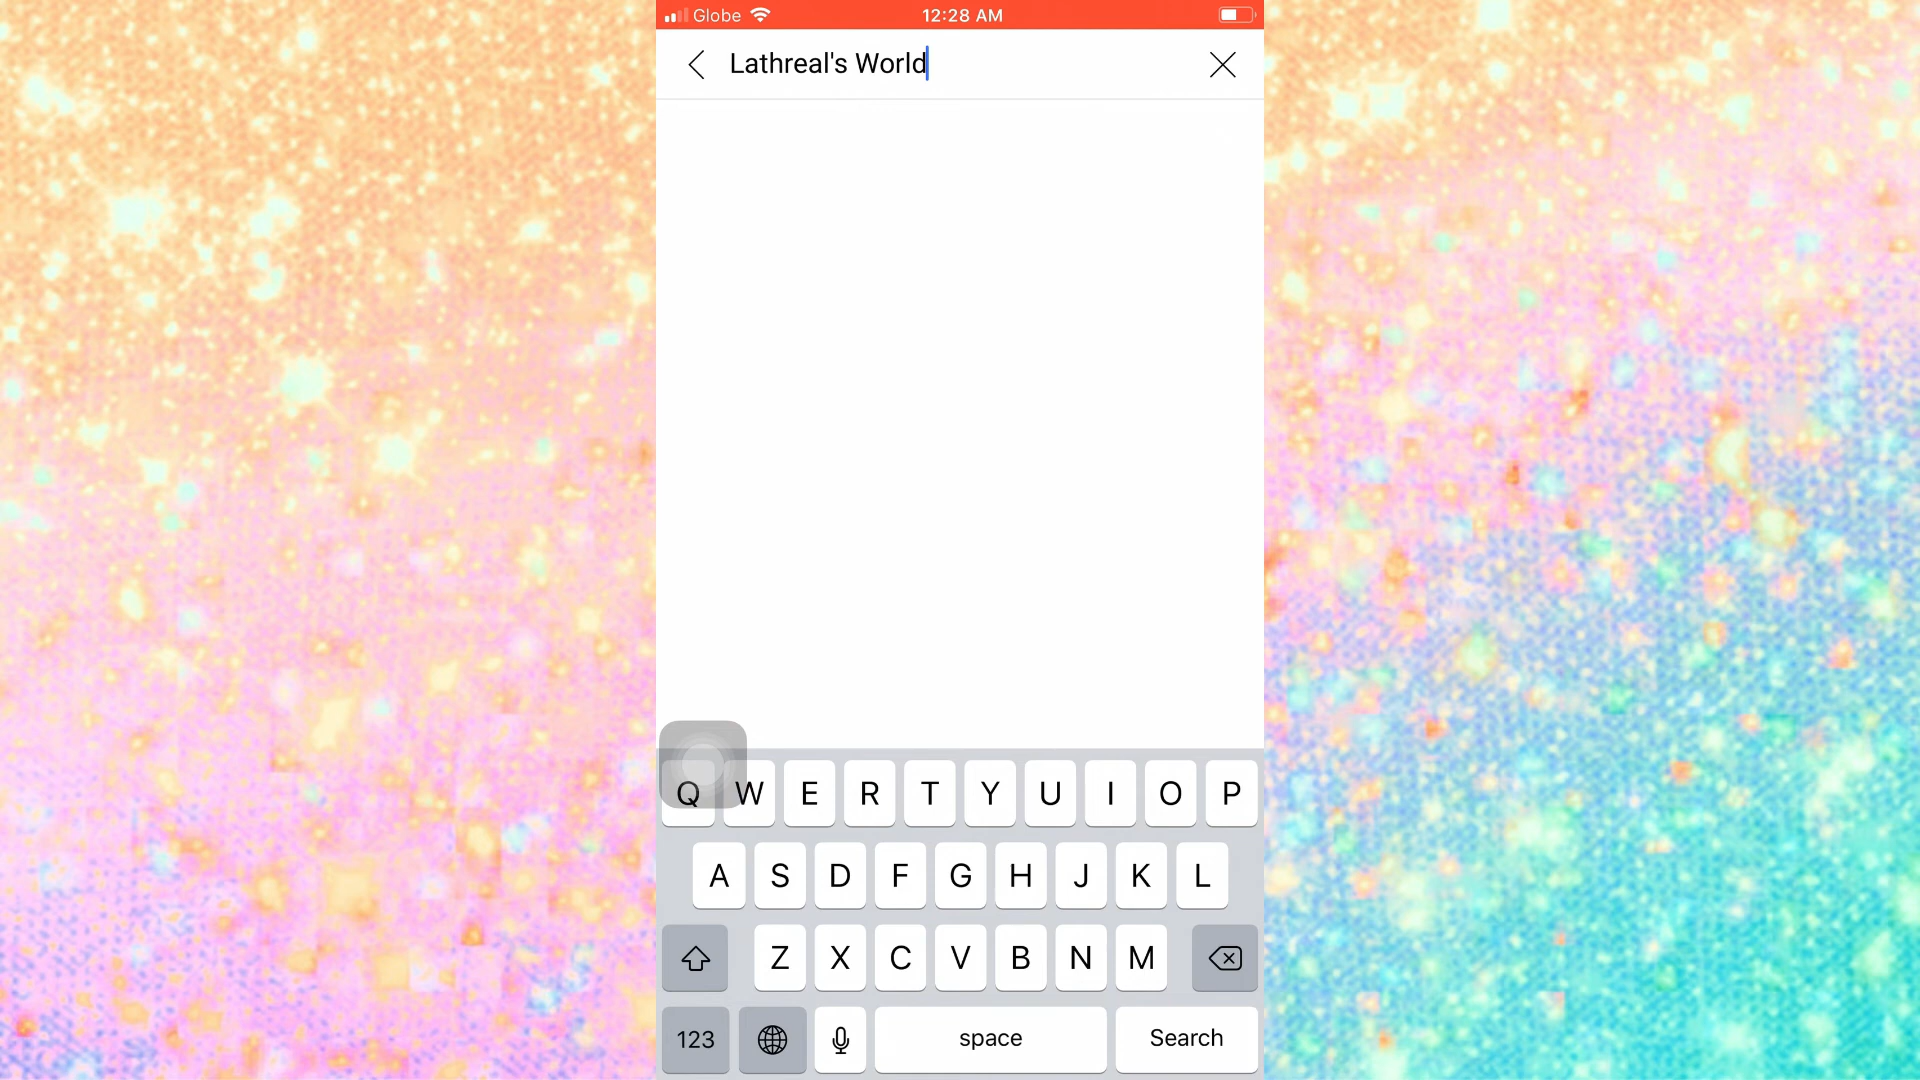 Globe 12:28 AM
Lathreal's World
Q W E R T Y U I O P
A S D F G H J K L
Z X C V B N M
123 space Search